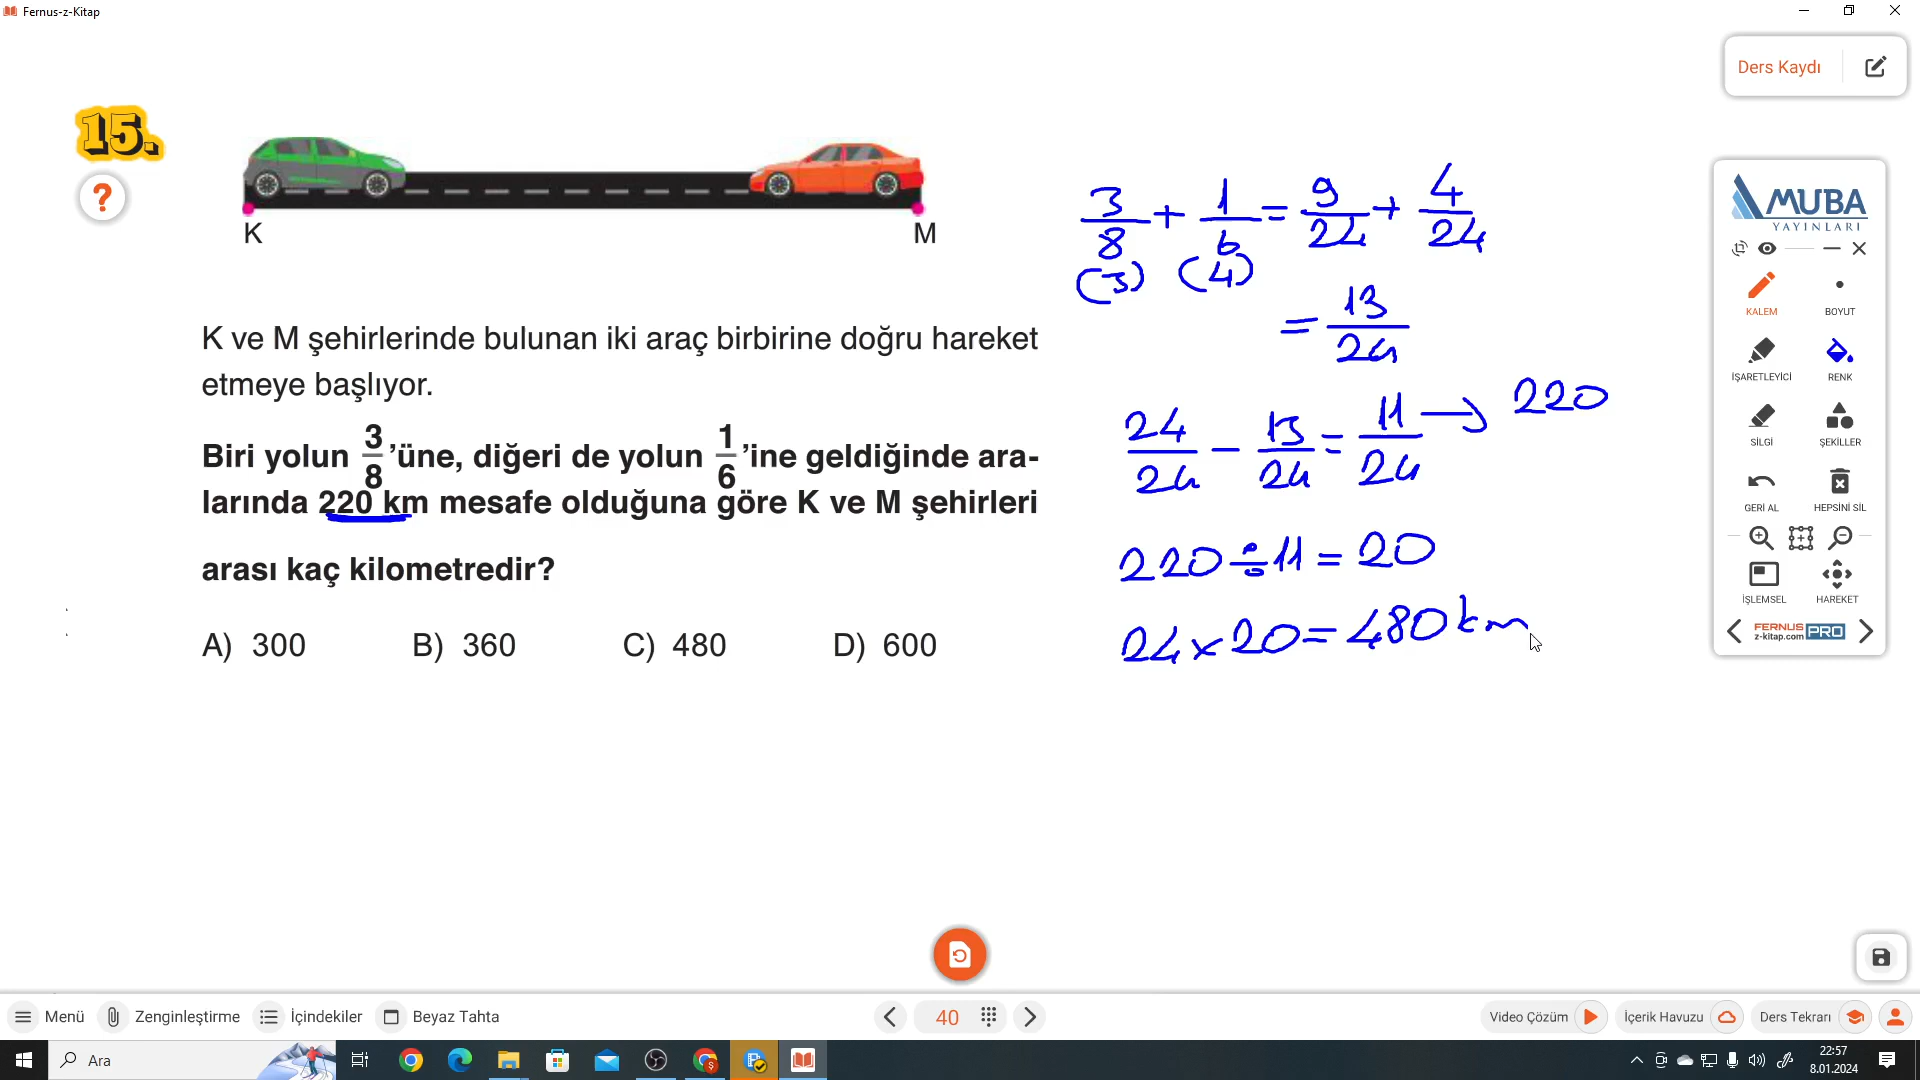 Fernus-z-Kitap
Ders Kaydı
15.
?
K
M
K ve M şehirlerinde bulunan iki araç birbirine doğru hareket
etmeye başlıyor.
Biri yolun 3/8 'üne, diğeri de yolun 1/6 'ine geldiğinde ara-
larında 220 km mesafe olduğuna göre K ve M şehirleri
arası kaç kilometredir?
A) 300 B) 360 C) 480 D) 600
3/8 + 1/6 = 9/24 + 4/24
(3) (4)
= 13/24
24/24 - 13/24 = 11/24 → 220
220 ÷ 11 = 20
24 x 20 = 480 km
MUBA
YAYINLARI
KALEM BOYUT
İŞARETLEYİCİ RENK
SİLGİ ŞEKİLLER
GERİ AL HEPSİNİ SİL
İŞLEMSEL HAREKET
FERNUS
z-kitap.com PRO
Menü Zenginleştirme İçindekiler Beyaz Tahta 40 Video Çözüm İçerik Havuzu Ders Tekrarı
Ara
22:57
8.01.2024